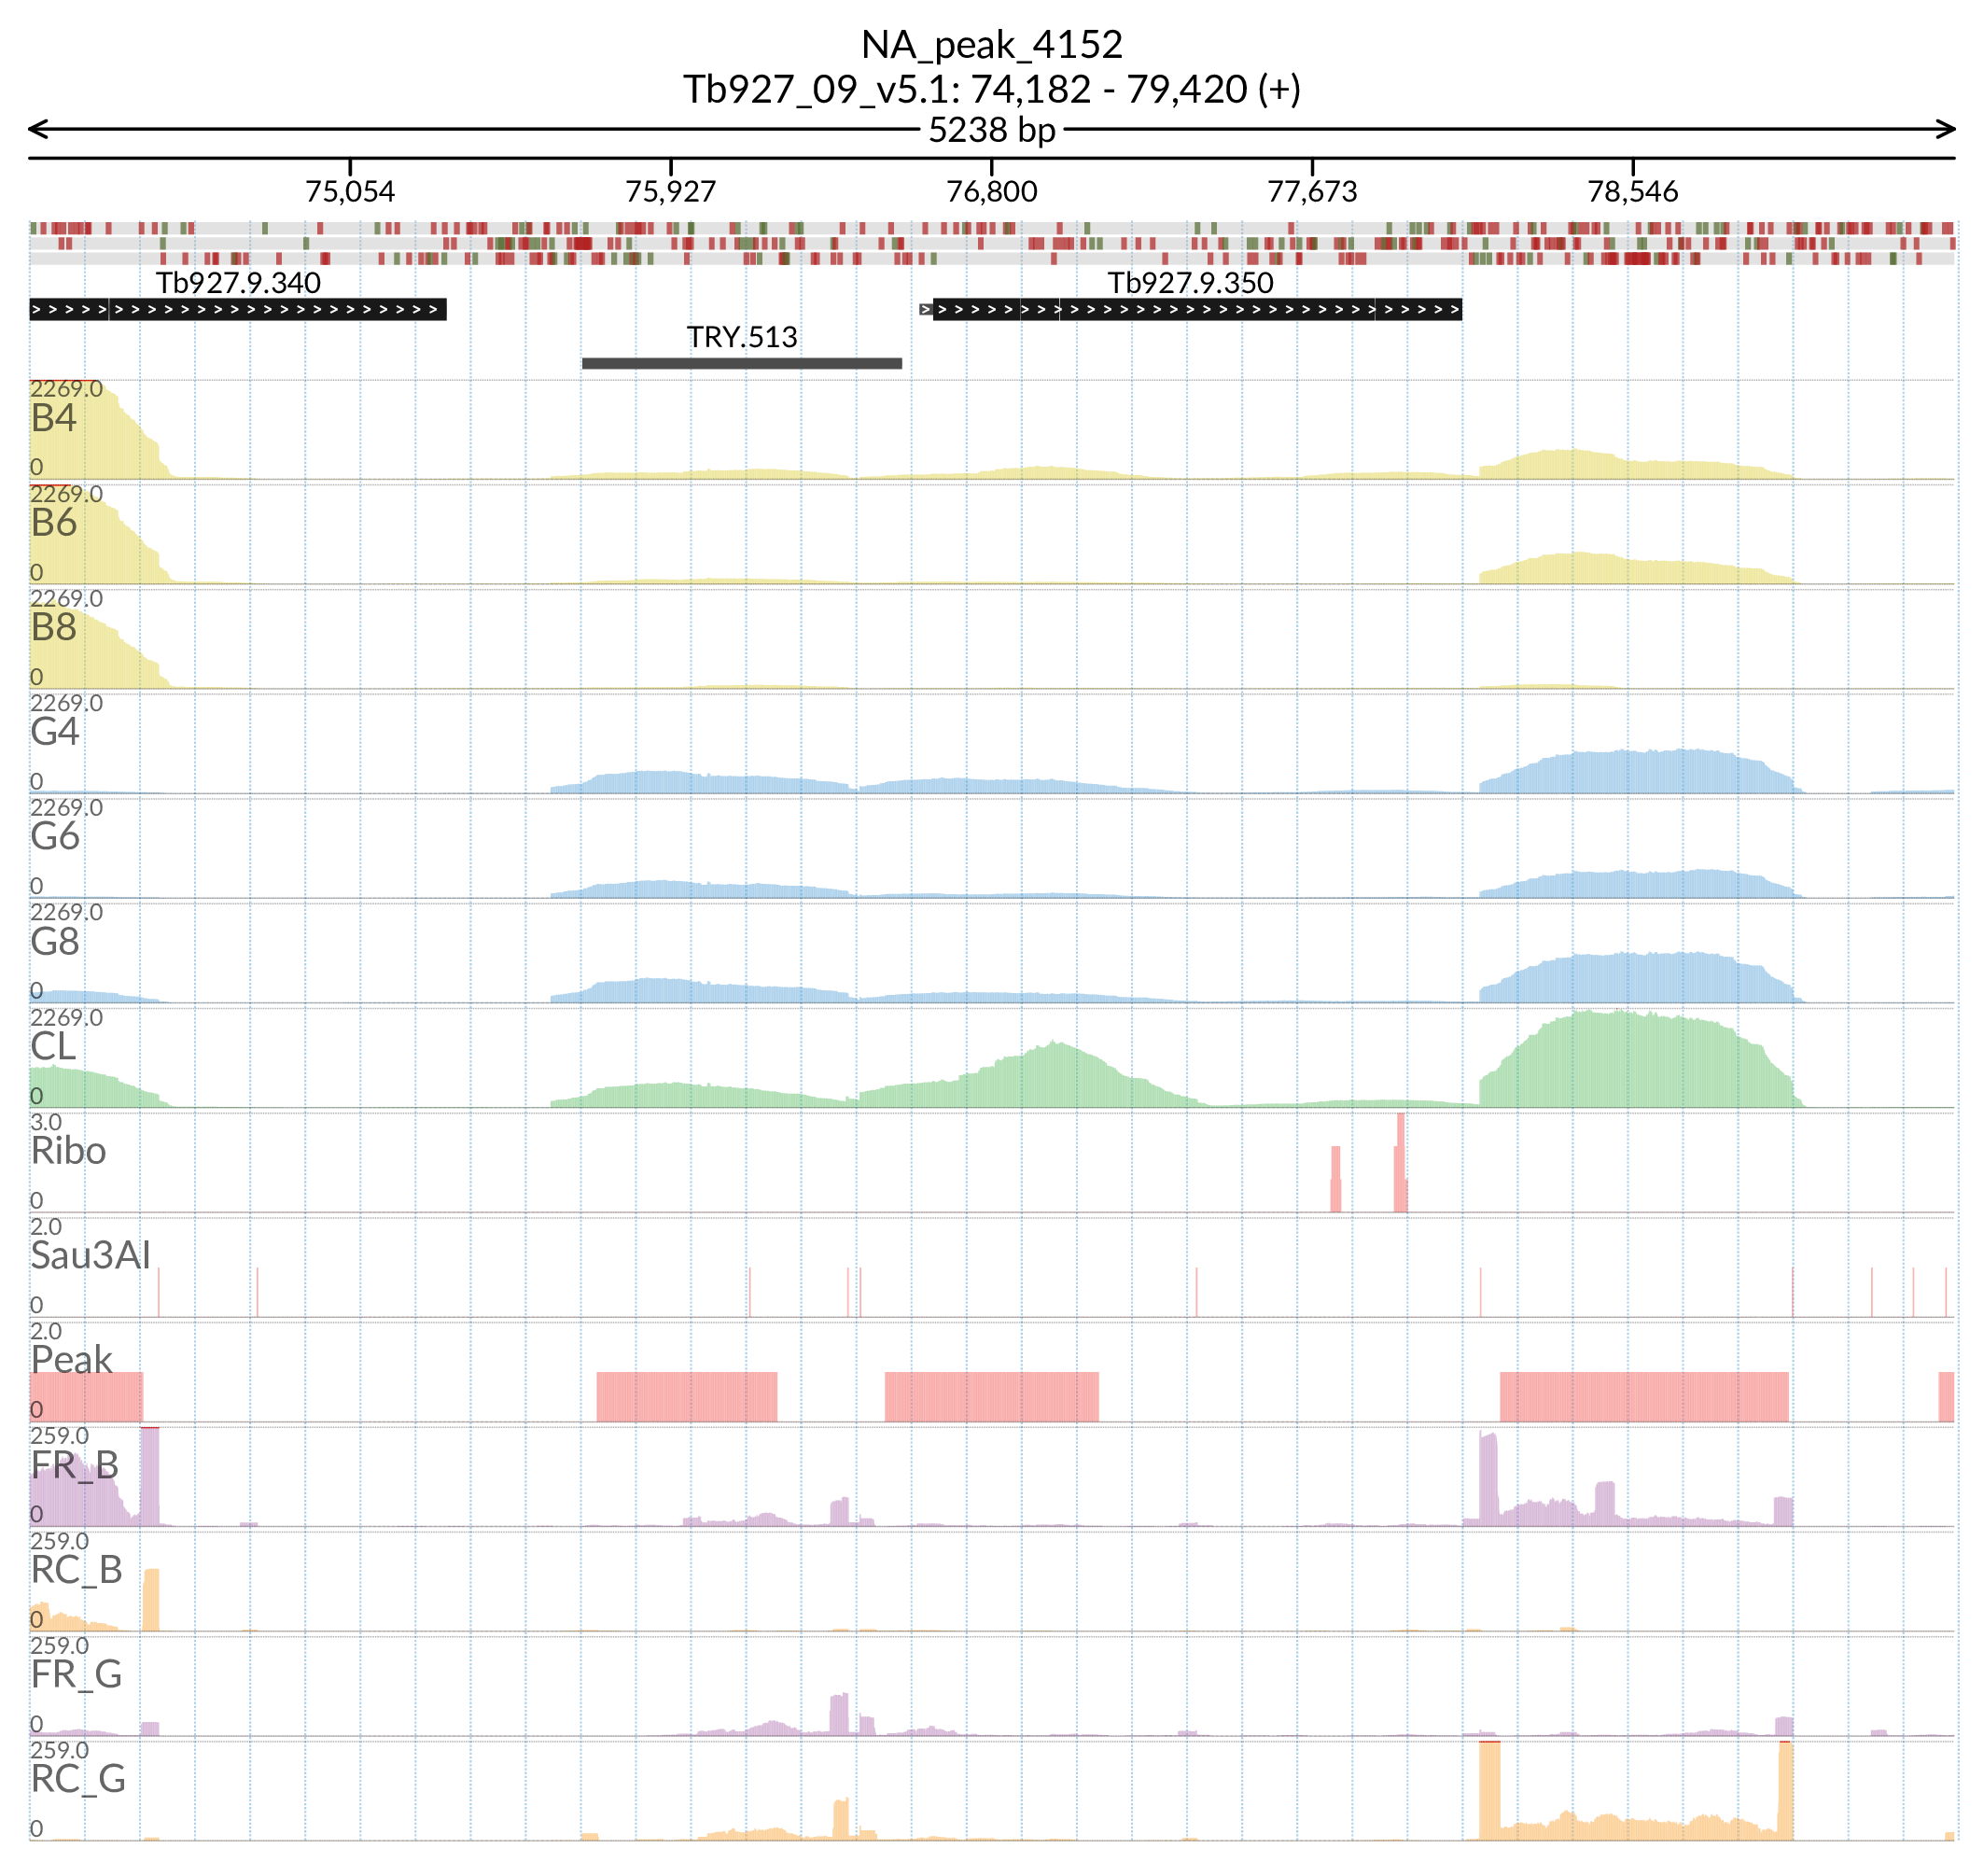 NA_peak_4152
Tb927_09_v5.1: 74,182 - 79,420 (+)
5238 bp
75,054 75,927 76,800 77,673 78,546
Tb927.9.340 Tb927.9.350
TRY.513
2269.0
B4
0
2269.0
B6
0
2269.0
B8
0
2269.0
G4
0
2269.0
G6
0
2269.0
G8
0
2269.0
CL
0
3.0
Ribo
0
2.0
Sau3AI
0
2.0
Peak
0
259.0
FR_B
0
259.0
RC_B
0
259.0
FR_G
0
259.0
RC_G
0